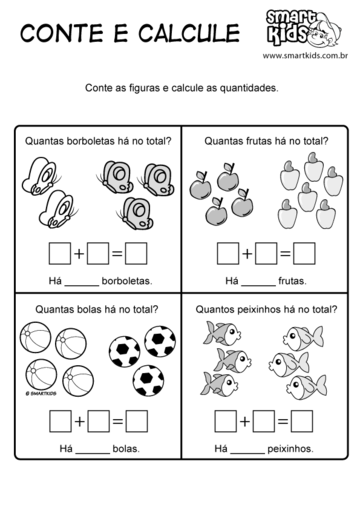 CONTE E CALCULE
SMART
KiDS
www.smartkids.com.br
Conte as figuras e calcule as quantidades.
Quantas borboletas há no total?
+ =
Há ______ borboletas.
Quantas frutas há no total?
+ =
Há ______ frutas.
Quantas bolas há no total?
© SMARTKIDS
+ =
Há ______ bolas.
Quantos peixinhos há no total?
+ =
Há ______ peixinhos.